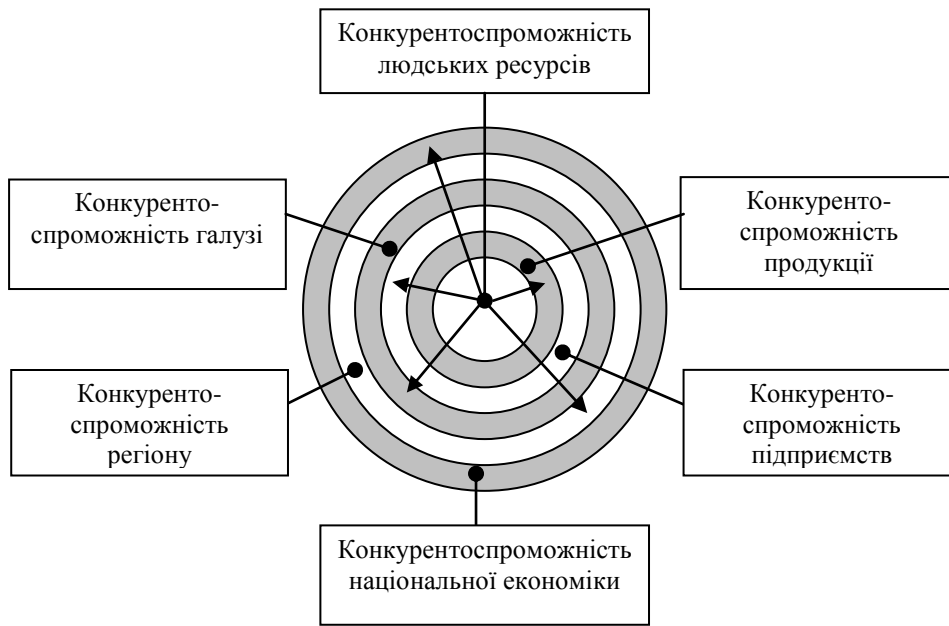 Конкурентоспроможність
людських ресурсів
Конкуренто-
спроможність галузі
Конкуренто-
спроможність
продукції
Конкуренто-
спроможність
регіону
Конкуренто-
спроможність
підприємств
Конкурентоспроможність
національної економіки